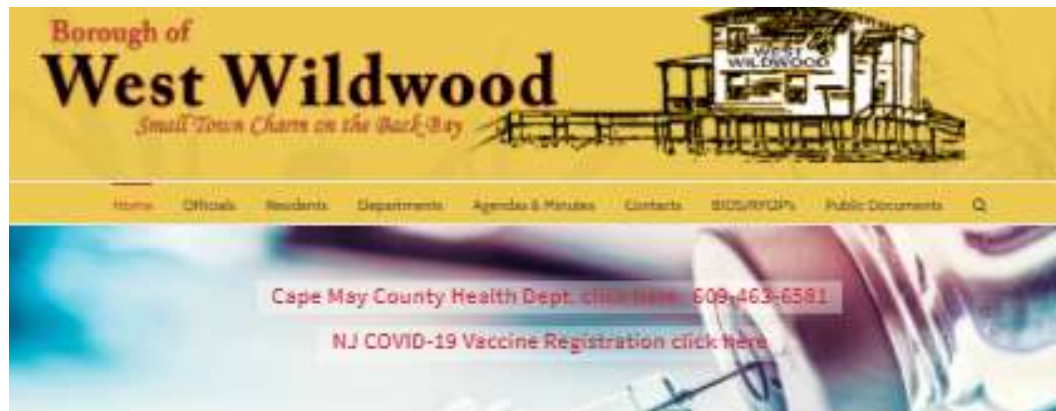 Borough of
West Wildwood
Small Town Charm on the Back Bay
WEST
WILDWOOD
Home Officials Residents Departments Agendas & Minutes Contacts BIDS/RFQP's Public Documents
Cape May County Health Dept. click here. 609-463-6581
NJ COVID-19 Vaccine Registration click here